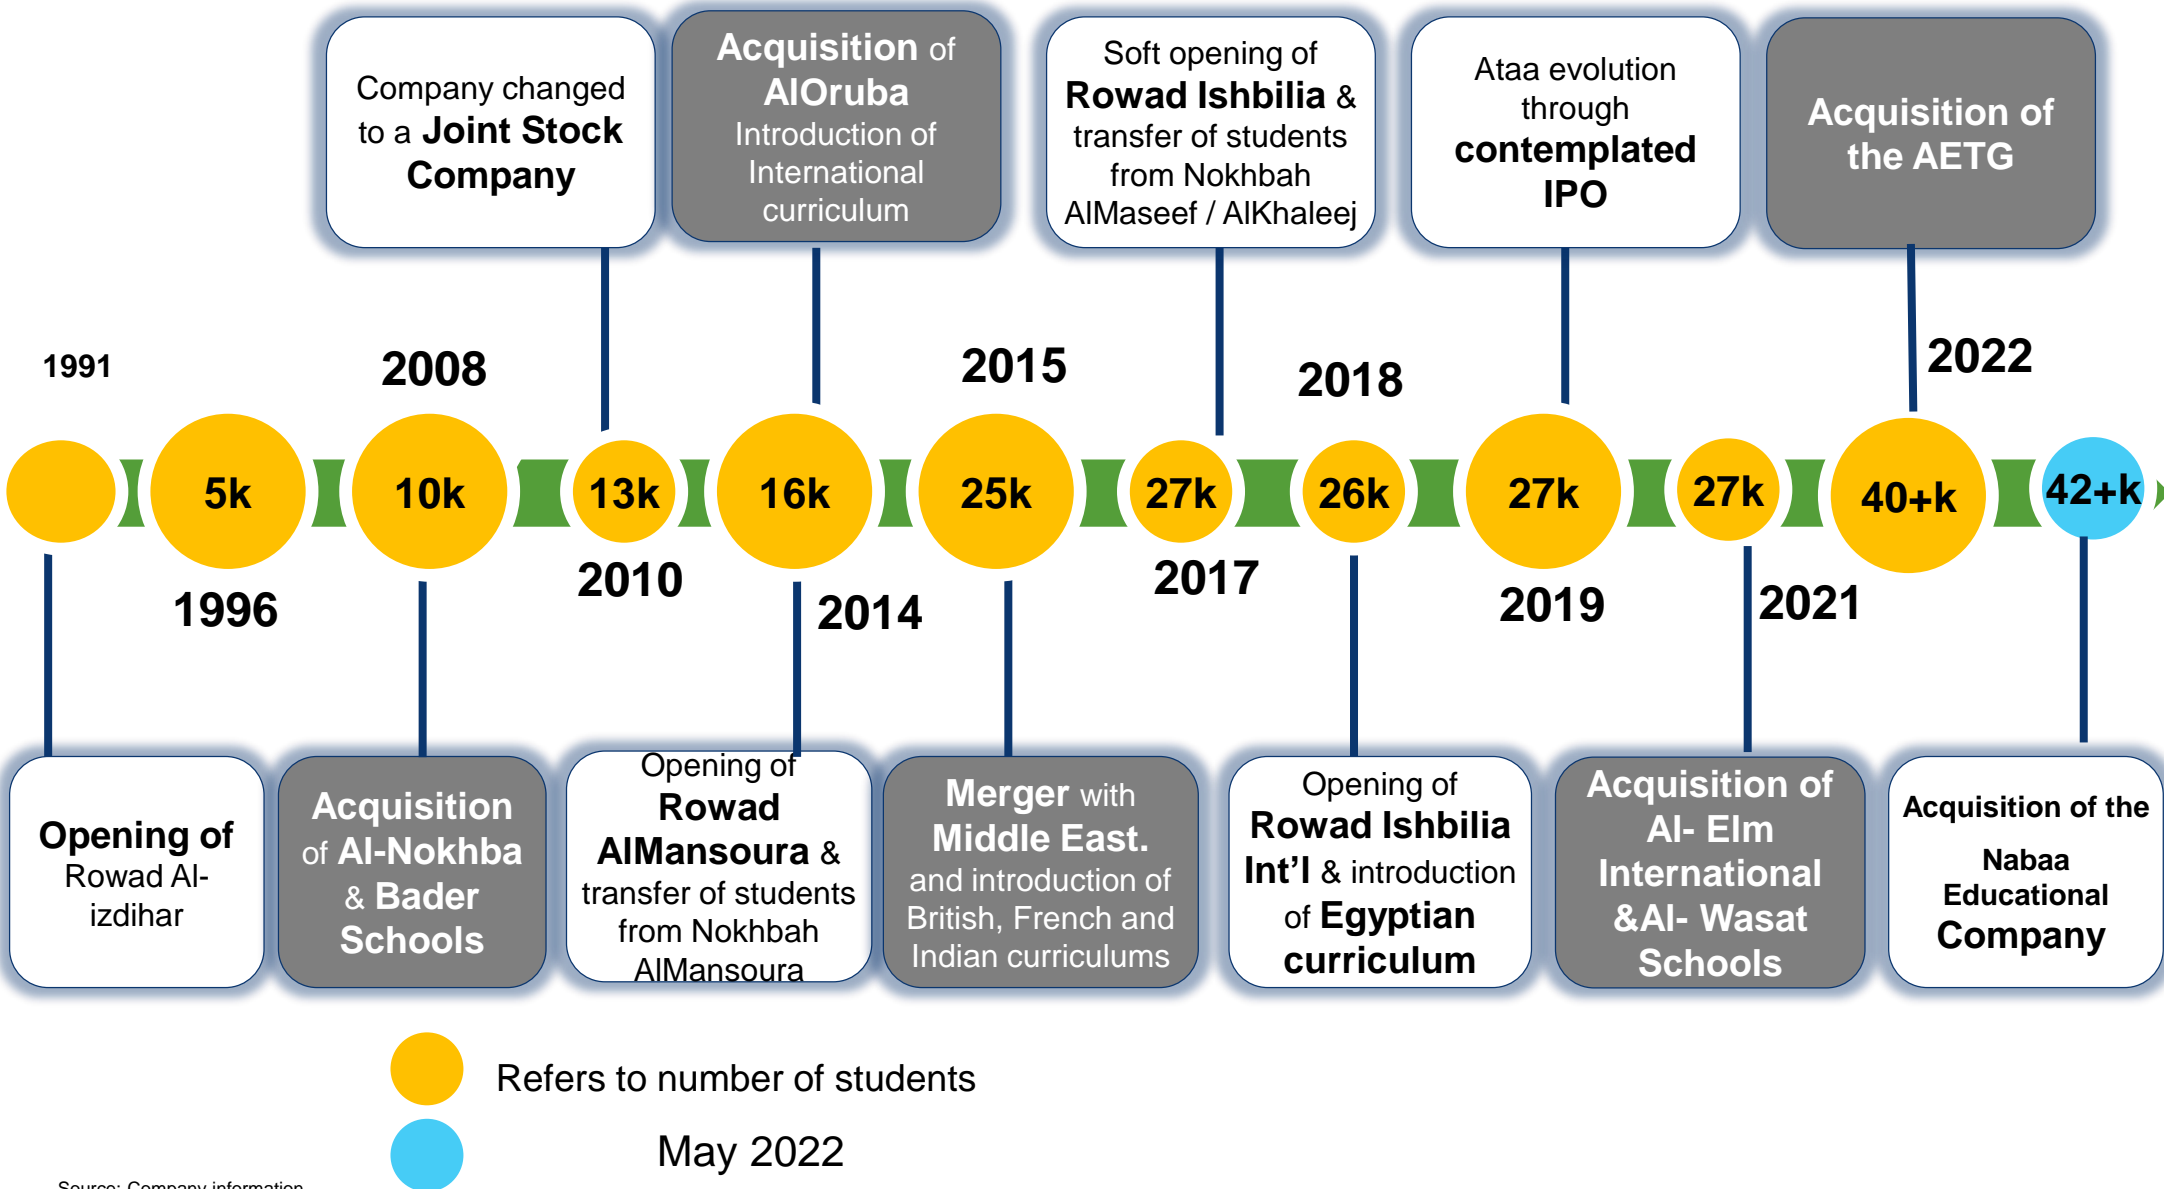 Company changed
to a Joint Stock
Company
Acquisition of
AlOruba
Introduction of
International
curriculum
Soft opening of
Rowad Ishbilia &
transfer of students
from Nokhbah
AlMaseef / AlKhaleej
Ataa evolution
through
contemplated
IPO
Acquisition of
the AETG
1991
2008
2015
2018
2022
5k
10k
13k
16k
25k
27k
26k
27k
27k
40+k
42+k
1996
2010
2014
2017
2019
2021
Opening of
Rowad Al-
izdihar
Acquisition
of Al-Nokhba
& Bader
Schools
Opening of
Rowad
AlMansoura &
transfer of students
from Nokhbah
AlMansoura
Merger with
Middle East.
and introduction of
British, French and
Indian curriculums
Opening of
Rowad Ishbilia
Int'l & introduction
of Egyptian
curriculum
Acquisition of
Al- Elm
International
&Al- Wasat
Schools
Acquisition of the
Nabaa
Educational
Company
Refers to number of students
May 2022
Source: Company information